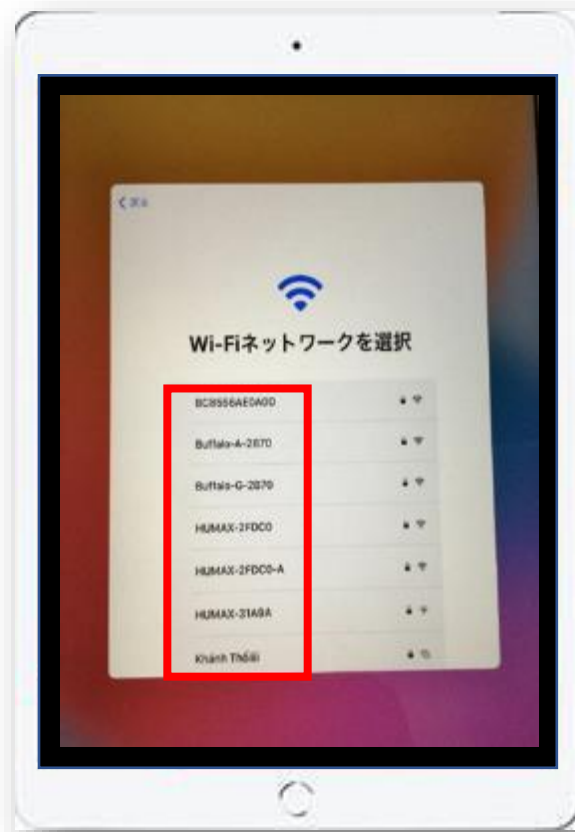 Wi-Fiネットワークを選択
BC8556AE0A00
Buffalo-A-2870
Buffalo-G-2870
HUMAX-2FDC0
HUMAX-2FDC0-A
HUMAX-31A9A